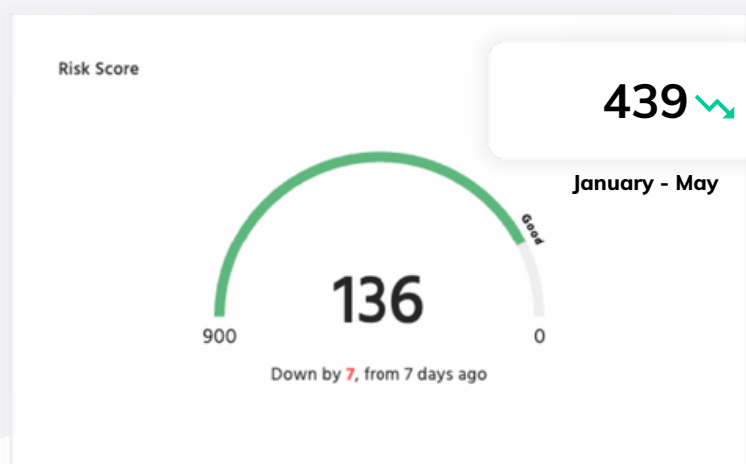 Risk Score
439
January - May
Good
136
900
0
Down by 7, from 7 days ago